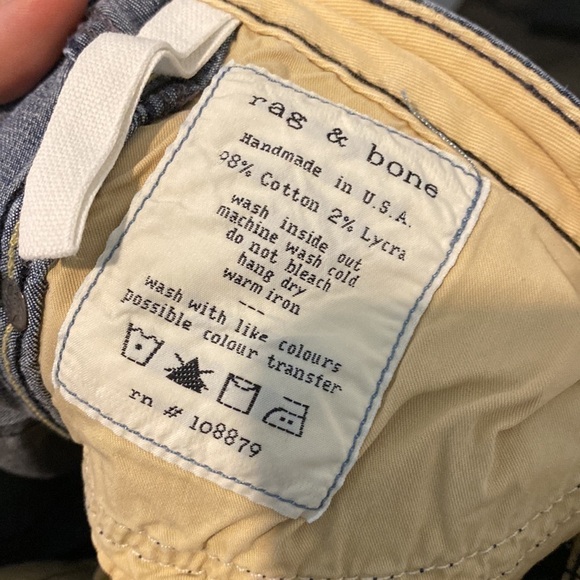 rag & bone
Handmade in U.S.A.
98% Cotton 2% Lycra
wash inside out
machine wash cold
do not bleach
hang dry
warm iron
---
wash with like colours
possible colour transfer
rn # 108879